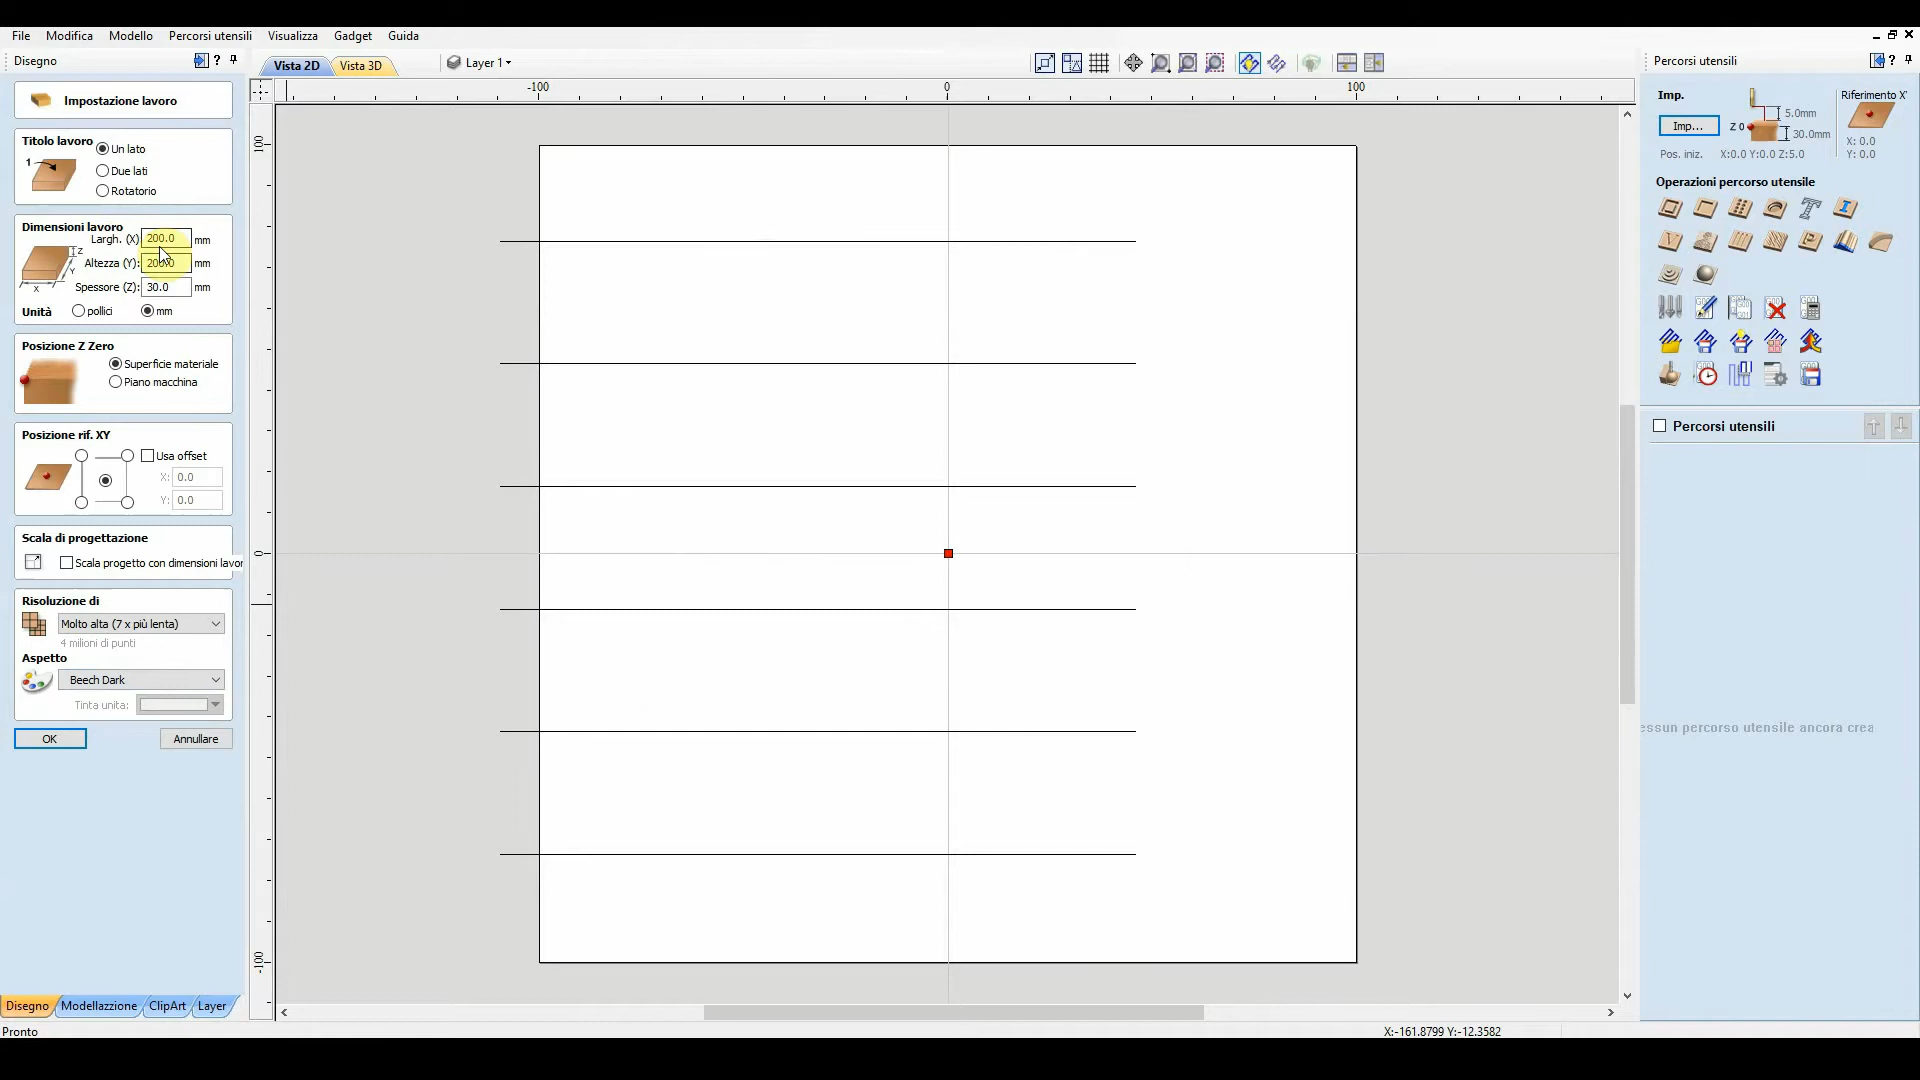 File Modifica Modello Percorsi utensili Visualizza Gadget Guida
Disegno
Impostazione lavoro
Titolo lavoro
1
Un lato
Due lati
Rotatorio
Dimensioni lavoro
Largh. (X) 200.0 mm
Altezza (Y): 200.0 mm
Spessore (Z): 30.0 mm
X
Y
Z
Unità pollici mm
Posizione Z Zero
Superficie materiale
Piano macchina
Posizione rif. XY
Usa offset
X: 0.0
Y: 0.0
Scala di progettazione
Scala progetto con dimensioni lavor
Risoluzione di
Molto alta (7 x più lenta)
4 milioni di punti
Aspetto
Beech Dark
Tinta unita:
OK Annullare
Disegno Modellazzione ClipArt Layer
Pronto
Vista 2D Vista 3D Layer 1
-100 0 100
100
0
-100
X:-161.8799 Y:-12.3582
Percorsi utensili
Imp.
Imp...
Z 0
5.0mm
30.0mm
Riferimento X'
X: 0.0
Y: 0.0
Pos. iniz. X:0.0 Y:0.0 Z:5.0
Operazioni percorso utensile
Percorsi utensili
essun percorso utensile ancora crea